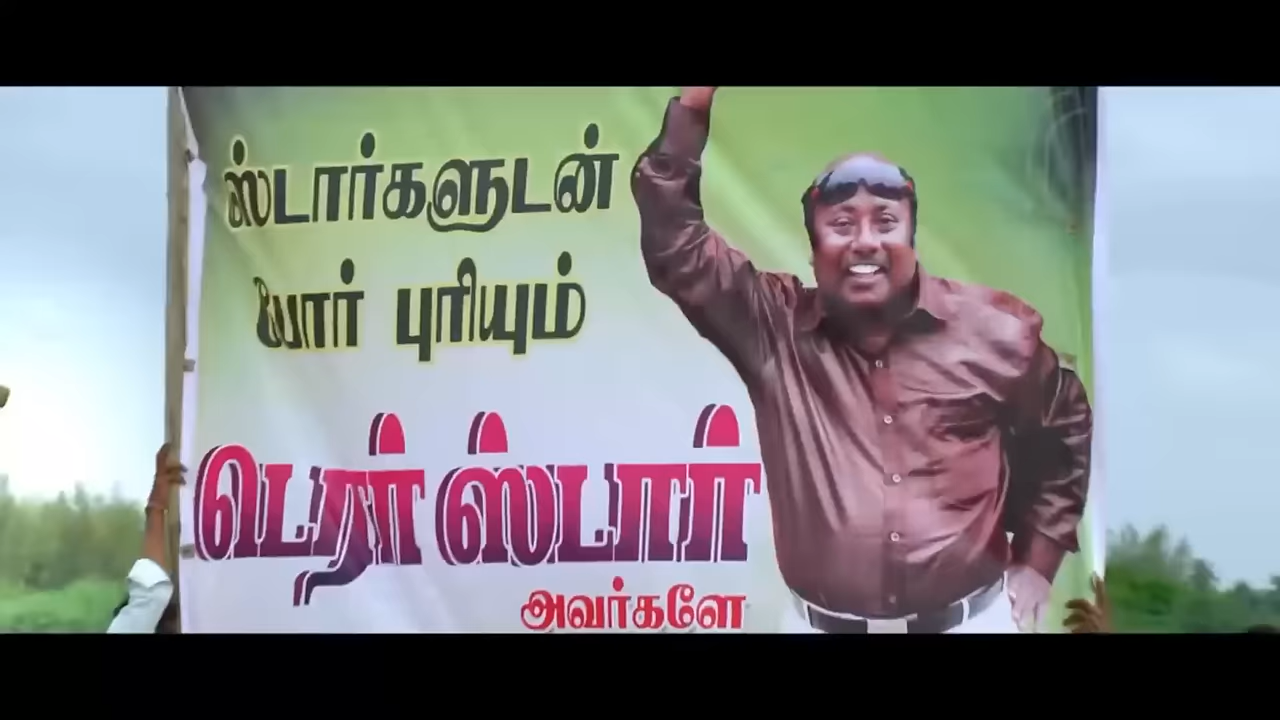 ஸ்டார்களுடன்
போர் புரியும்
டெரர் ஸ்டார்
அவர்களே